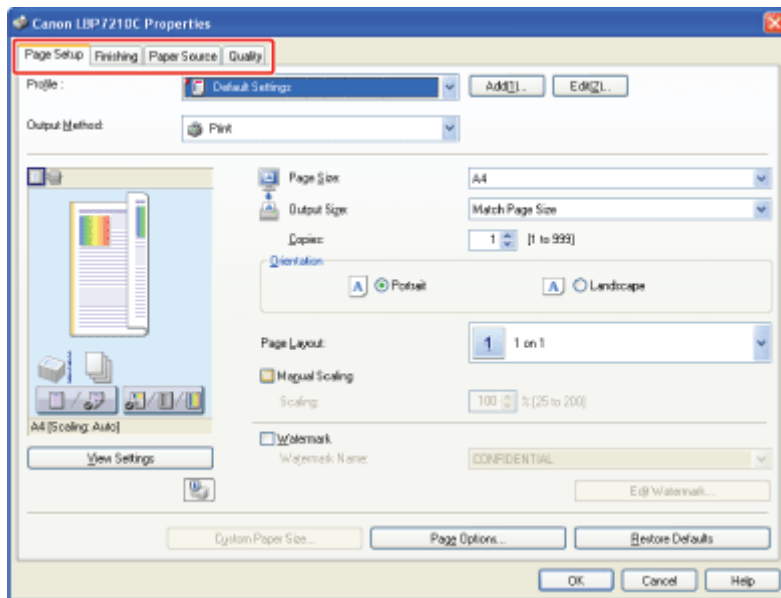 Canon LBP7210C Properties
Page Setup Finishing Paper Source Quality
Profile : Default Settings Add(1)... Edit(2)...
Output Method: Print
Page Size: A4
Output Size: Match Page Size
Copies: 1 [1 to 999]
Orientation
A Portrait A Landscape
Page Layout: 1 1 on 1
Manual Scaling
Scaling: 100 % [25 to 200]
A4 [Scaling: Auto]
Watermark
View Settings Watermark Name: CONFIDENTIAL
Edit Watermark...
Custom Paper Size... Page Options... Restore Defaults
OK Cancel Help